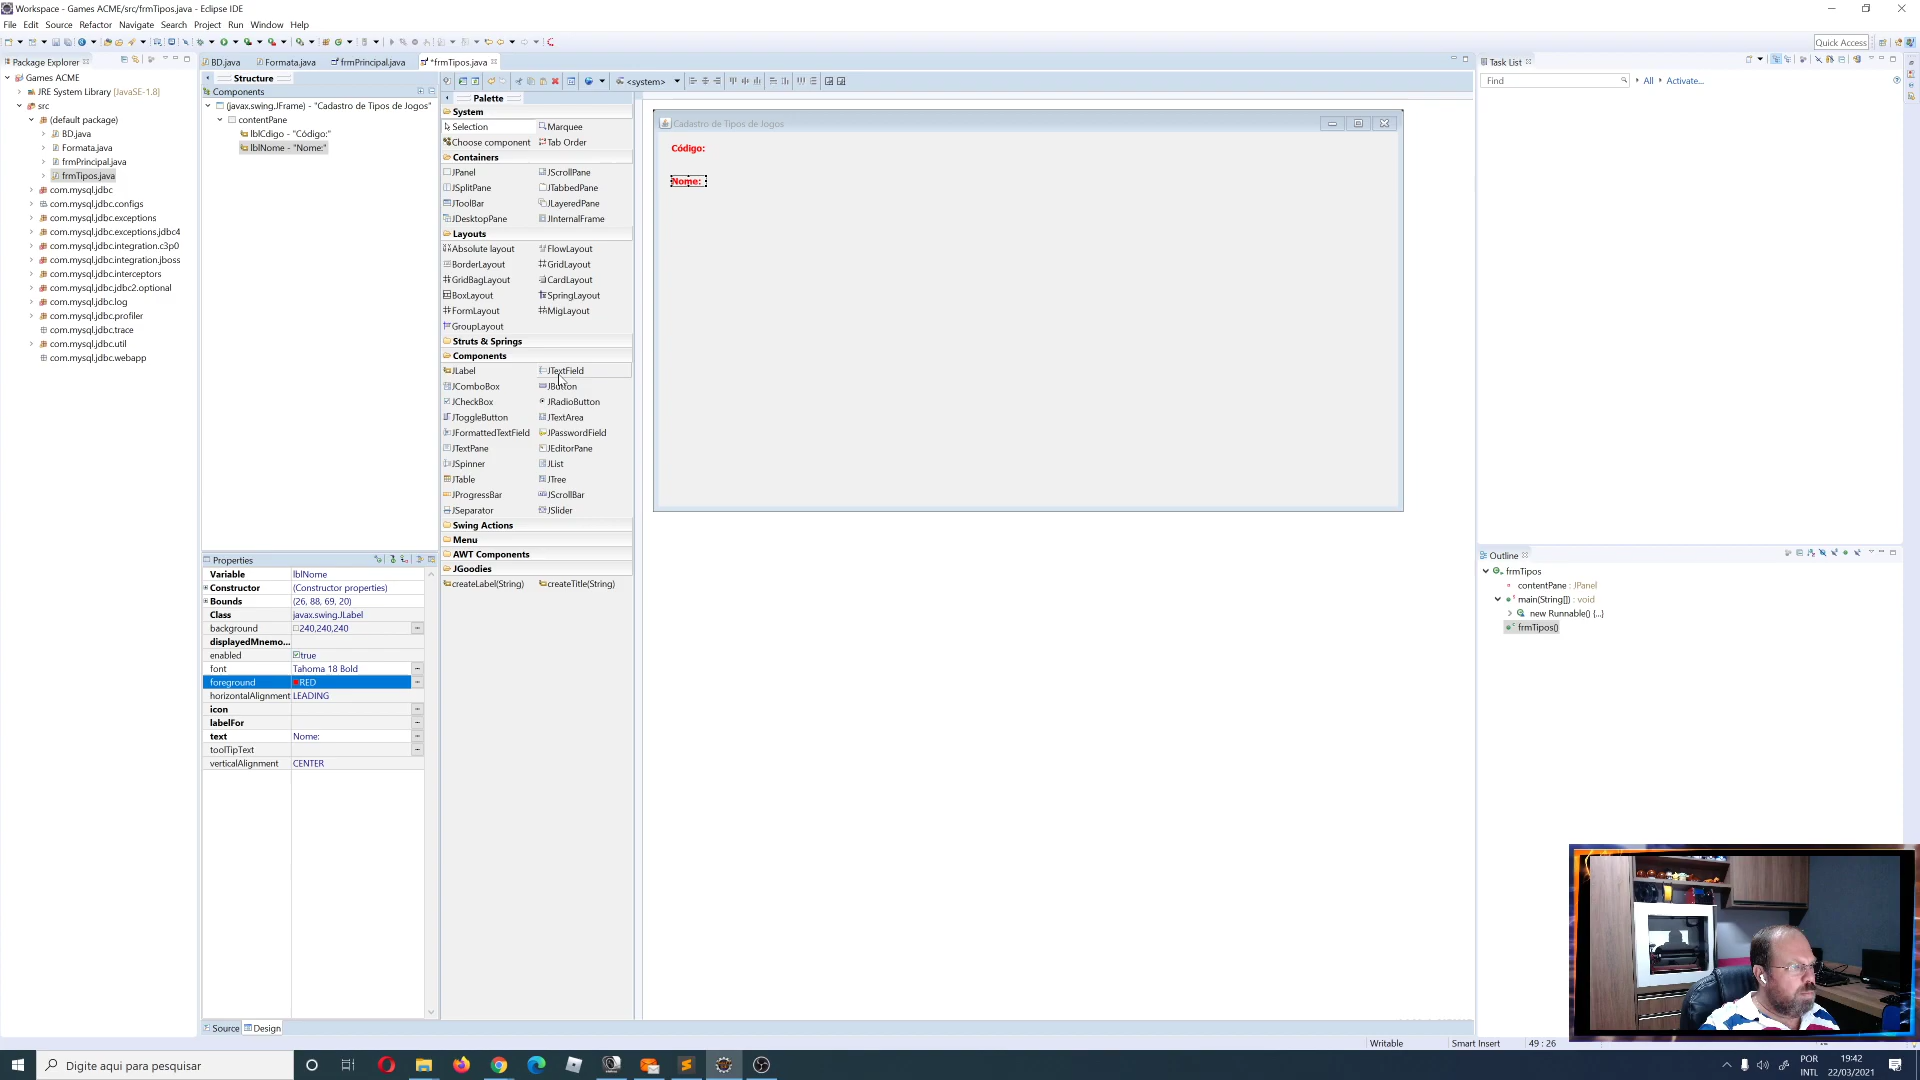 Workspace - Games ACME/src/frmTipos.java - Eclipse IDE
File Edit Source Refactor Navigate Search Project Run Window Help
Quick Access
Package Explorer
Games ACME
JRE System Library [JavaSE-1.8]
src
(default package)
BD.java
Formata.java
frmPrincipal.java
frmTipos.java
com.mysql.jdbc
com.mysql.jdbc.configs
com.mysql.jdbc.exceptions
com.mysql.jdbc.exceptions.jdbc4
com.mysql.jdbc.integration.c3p0
com.mysql.jdbc.integration.jboss
com.mysql.jdbc.interceptors
com.mysql.jdbc.jdbc2.optional
com.mysql.jdbc.log
com.mysql.jdbc.profiler
com.mysql.jdbc.trace
com.mysql.jdbc.util
com.mysql.jdbc.webapp
BD.java Formata.java frmPrincipal.java *frmTipos.java
Structure
Components
(javax.swing.JFrame) - "Cadastro de Tipos de Jogos"
contentPane
lblCdigo - "Código:"
lblNome - "Nome:"
Properties
Variable lblNome
Constructor (Constructor properties)
Bounds (26, 88, 69, 20)
Class javax.swing.JLabel
background 240,240,240
displayedMnemo...
enabled true
font Tahoma 18 Bold
foreground RED
horizontalAlignment LEADING
icon
labelFor
text Nome:
toolTipText
verticalAlignment CENTER
Source Design
<system>
Palette
System
Selection Marquee
Choose component Tab Order
Containers
JPanel JScrollPane
JSplitPane JTabbedPane
JToolBar JLayeredPane
JDesktopPane JInternalFrame
Layouts
Absolute layout FlowLayout
BorderLayout GridLayout
GridBagLayout CardLayout
BoxLayout SpringLayout
FormLayout MigLayout
GroupLayout
Struts & Springs
Components
JLabel JTextField
JComboBox JButton
JCheckBox JRadioButton
JToggleButton JTextArea
JFormattedTextField JPasswordField
JTextPane JEditorPane
JSpinner JList
JTable JTree
JProgressBar JScrollBar
JSeparator JSlider
Swing Actions
Menu
AWT Components
JGoodies
createLabel(String) createTitle(String)
Cadastro de Tipos de Jogos
Código:
Nome:
Task List
Find All Activate...
Outline
frmTipos
contentPane : JPanel
main(String[]) : void
new Runnable() {...}
frmTipos()
Writable Smart Insert 49 : 26
Digite aqui para pesquisar
POR
INTL
19:42
22/03/2021